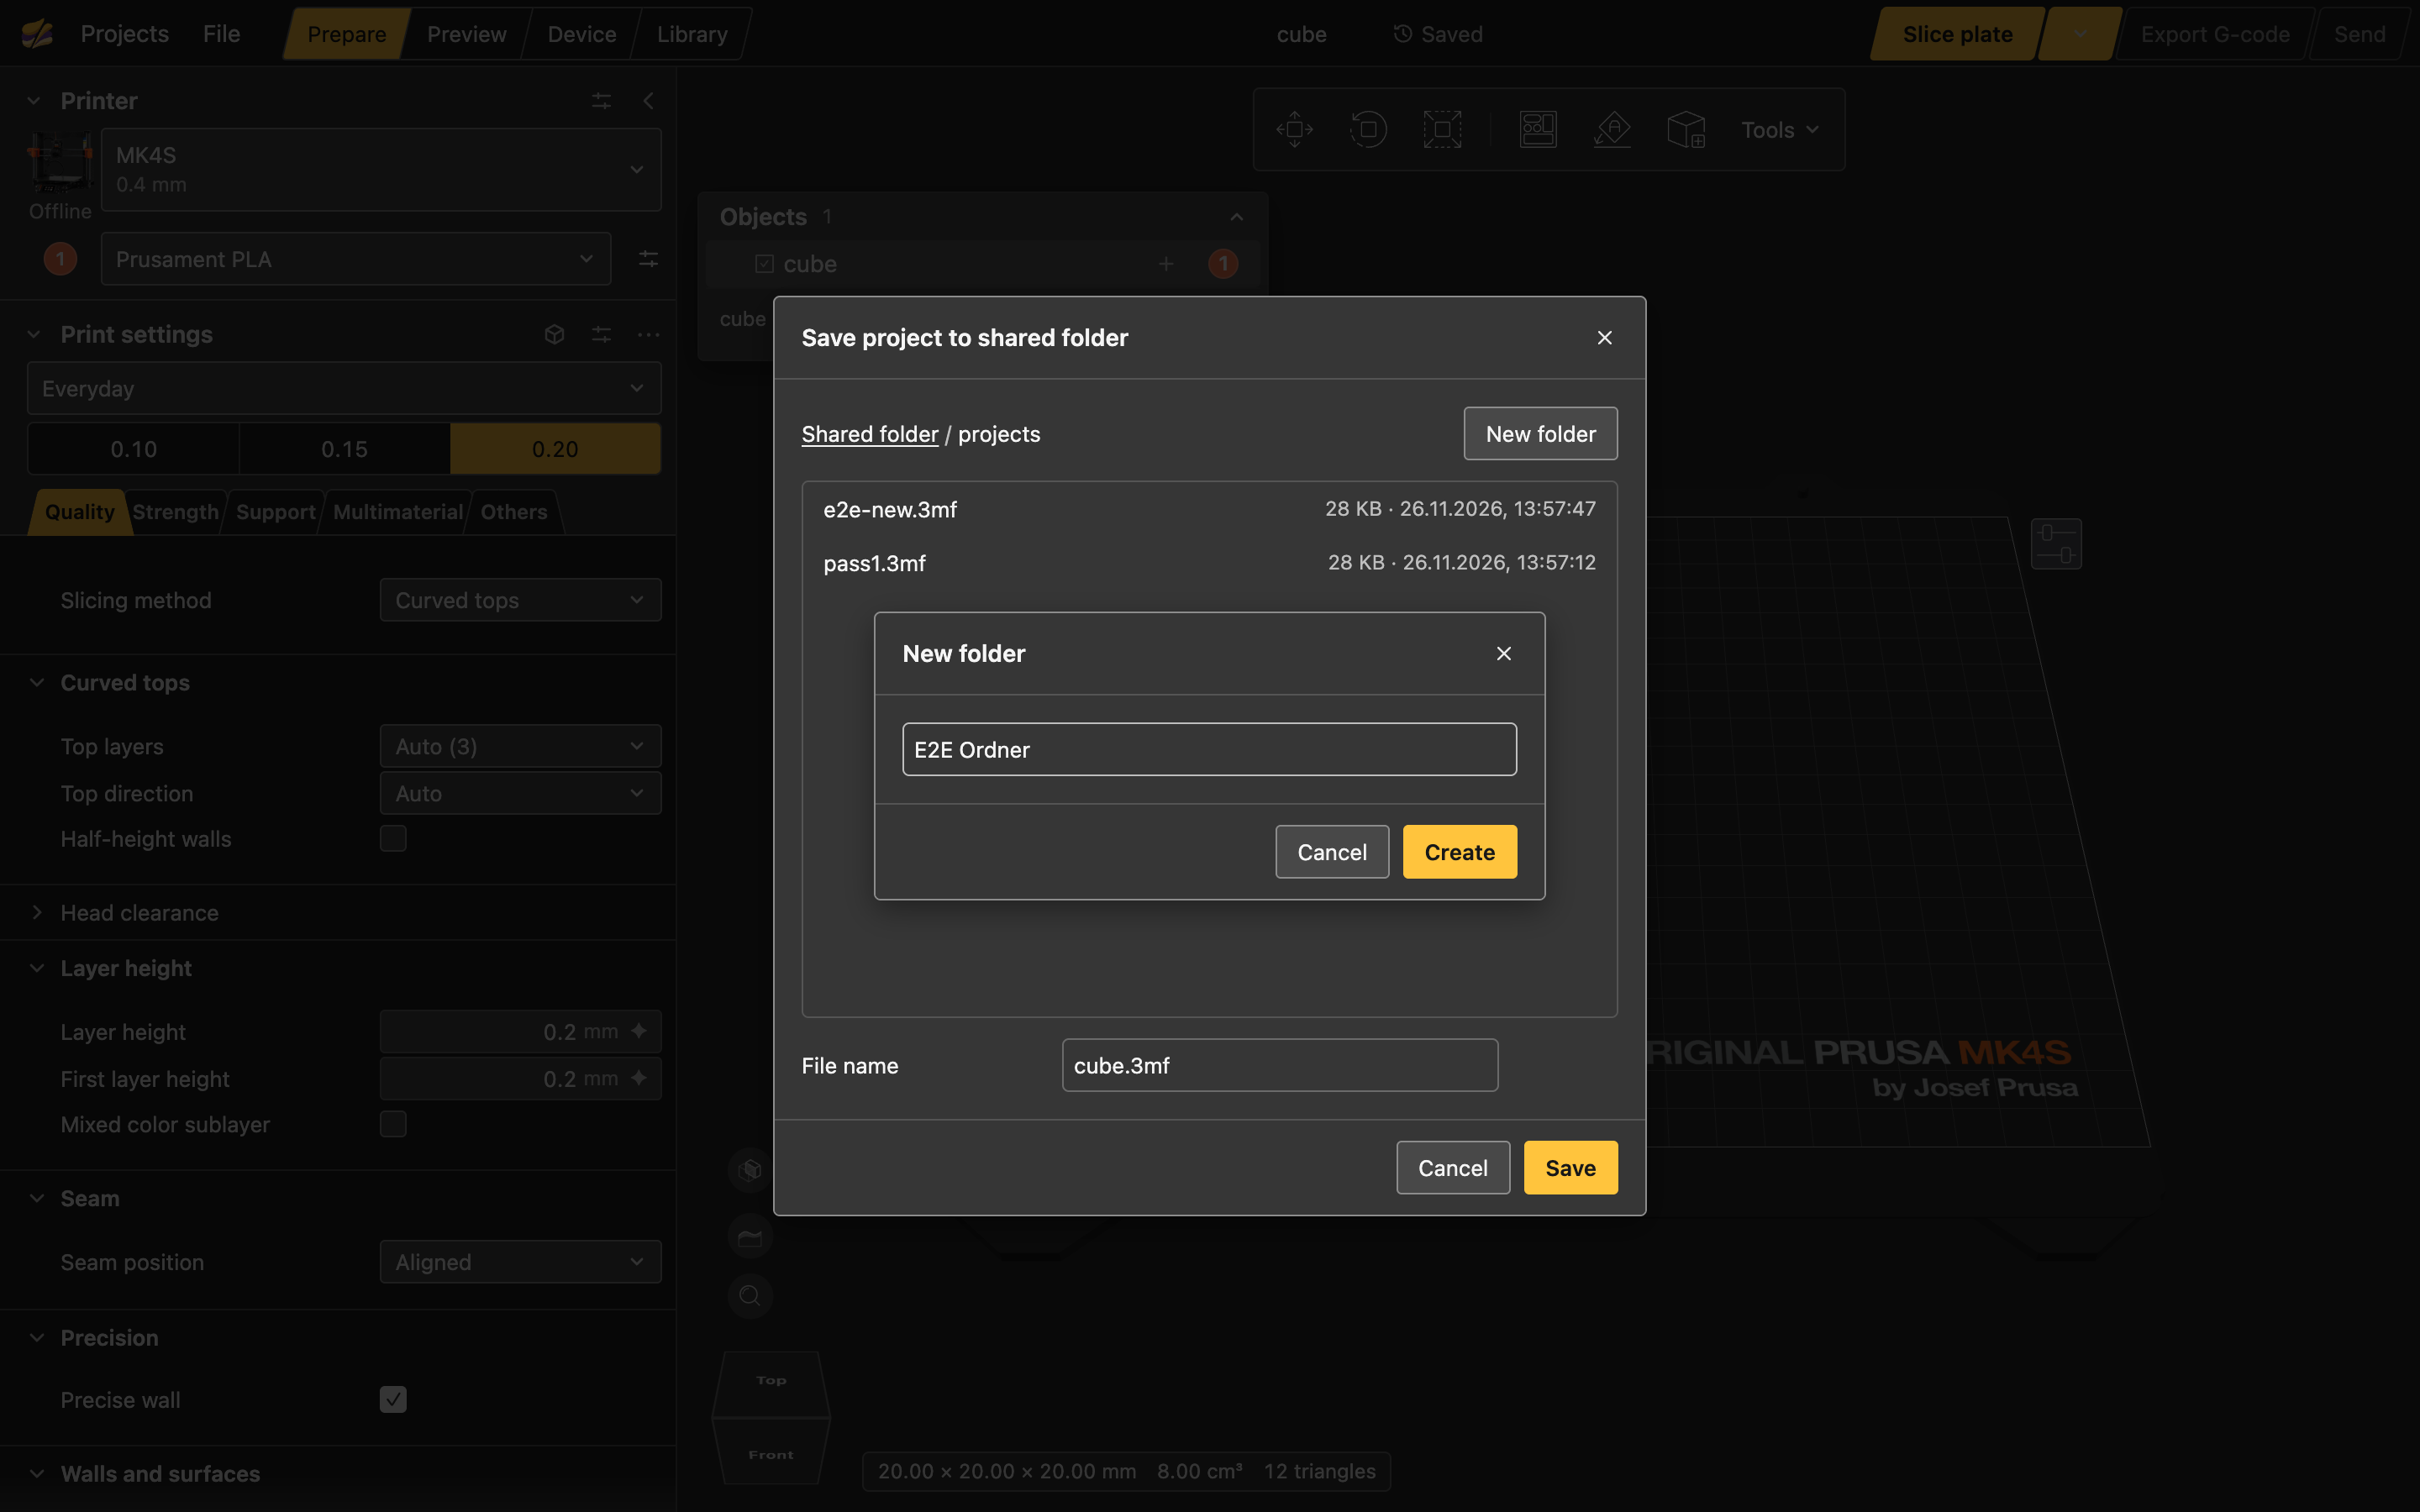 Projects File Prepare Preview Device Library cube Saved Slice plate Export G-code Send
Printer
MK4S
0.4 mm
Offline
1 Prusament PLA
Print settings
Everyday
0.10 0.15 0.20
Quality Strength Support Multimaterial Others
Slicing method Curved tops
Curved tops
Top layers Auto (3)
Top direction Auto
Half-height walls
Head clearance
Layer height
Layer height 0.2 mm
First layer height 0.2 mm
Mixed color sublayer
Seam
Seam position Aligned
Precision
Precise wall
Walls and surfaces
Tools
Objects 1
cube 1
cube
Save project to shared folder
Shared folder / projects New folder
e2e-new.3mf 28 KB · 26.11.2026, 13:57:47
pass1.3mf 28 KB · 26.11.2026, 13:57:12
New folder
E2E Ordner
Cancel Create
File name cube.3mf
Cancel Save
RIGINAL PRUSA MK4S
by Josef Prusa
Top
Front
20.00 × 20.00 × 20.00 mm 8.00 cm³ 12 triangles